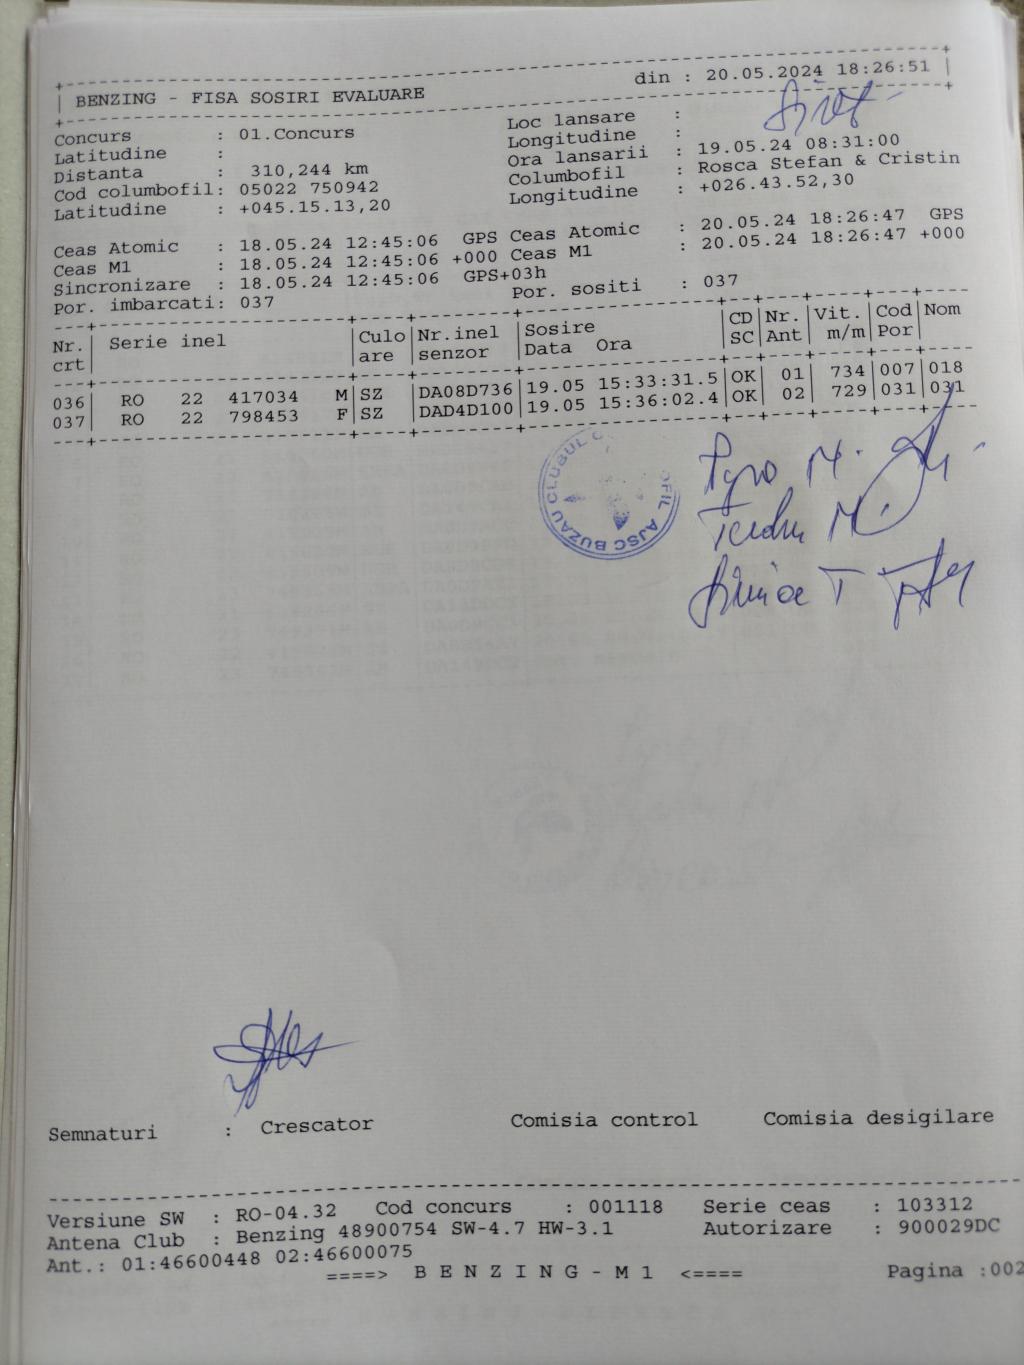 +--------------------------------------------------------------------+
| BENZING - FISA SOSIRI EVALUARE din : 20.05.2024 18:26:51 |
+--------------------------------------------------------------------+
Concurs : 01.Concurs Loc lansare :
Latitudine : Longitudine :
Distanta : 310,244 km Ora lansarii : 19.05.24 08:31:00
Cod columbofil: 05022 750942 Columbofil : Rosca Stefan & Cristin
Latitudine : +045.15.13,20 Longitudine : +026.43.52,30
Ceas Atomic : 18.05.24 12:45:06 GPS Ceas Atomic : 20.05.24 18:26:47 GPS
Ceas M1 : 18.05.24 12:45:06 +000 Ceas M1 : 20.05.24 18:26:47 +000
Sincronizare : 18.05.24 12:45:06 GPS+03h
Por. imbarcati: 037 Por. sositi : 037
Nr. | Serie inel |Culo|Nr.inel |Sosire |CD|Nr. |Vit.|Cod|Nom
crt | |are |senzor |Data Ora |SC|Ant| m/m|Por|
036 | RO 22 417034 M|SZ |DA08D736|19.05 15:33:31.5|OK| 01 | 734|007|018
037 | RO 22 798453 F|SZ |DAD4D100|19.05 15:36:02.4|OK| 02 | 729|031|031
CLUBUL C OFIL AJSC BUZAU
Semnaturi : Crescator Comisia control Comisia desigilare
Versiune SW : RO-04.32 Cod concurs : 001118 Serie ceas : 103312
Antena Club : Benzing 48900754 SW-4.7 HW-3.1 Autorizare : 900029DC
Ant.: 01:46600448 02:46600075
====> B E N Z I N G - M 1 <==== Pagina :002